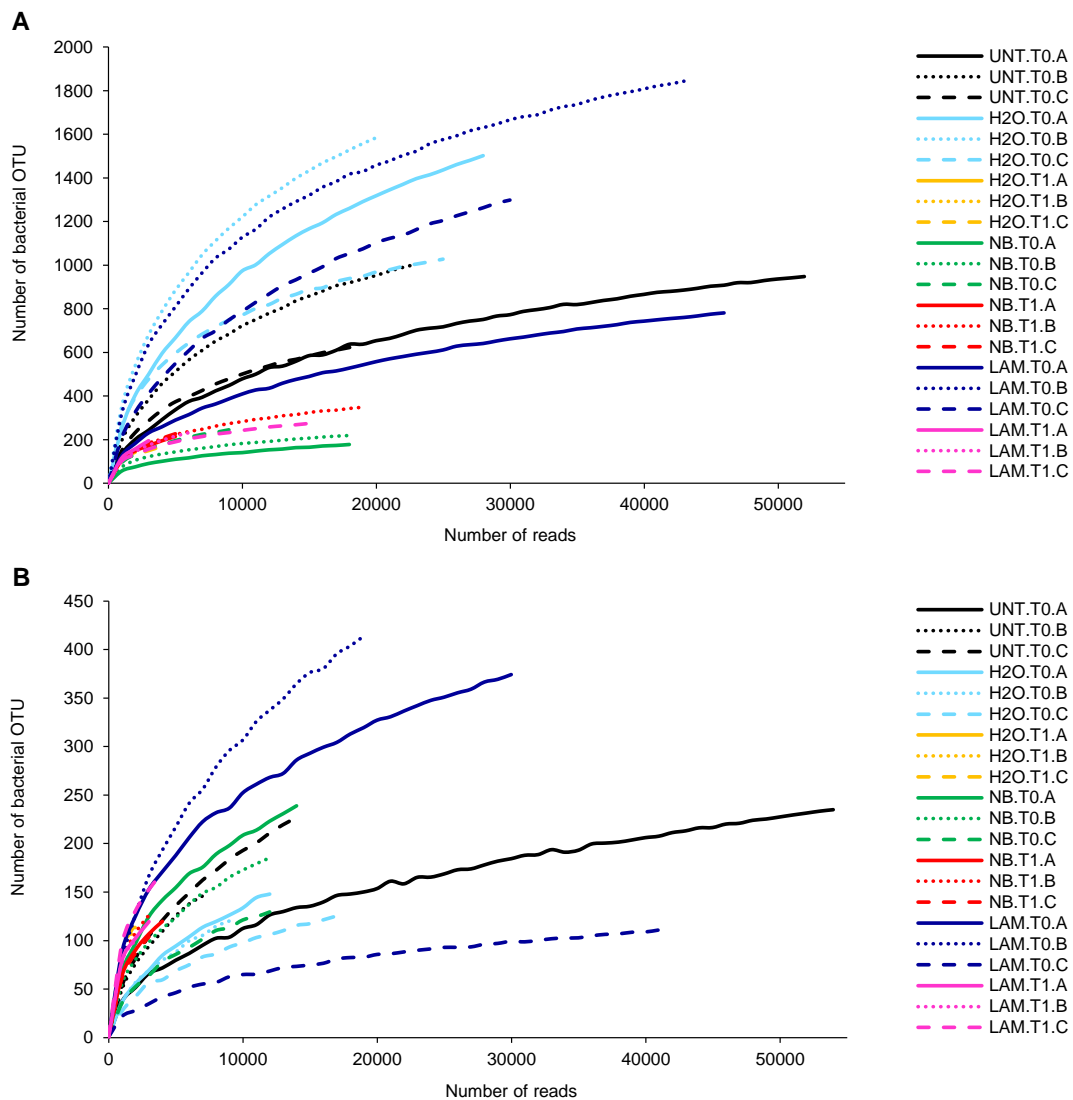 A
Number of bacterial OTU
2000
1800
1600
1400
1200
1000
800
600
400
200
0
0 10000 20000 30000 40000 50000
Number of reads
UNT.T0.A
UNT.T0.B
UNT.T0.C
H2O.T0.A
H2O.T0.B
H2O.T0.C
H2O.T1.A
H2O.T1.B
H2O.T1.C
NB.T0.A
NB.T0.B
NB.T0.C
NB.T1.A
NB.T1.B
NB.T1.C
LAM.T0.A
LAM.T0.B
LAM.T0.C
LAM.T1.A
LAM.T1.B
LAM.T1.C
B
Number of bacterial OTU
450
400
350
300
250
200
150
100
50
0
0 10000 20000 30000 40000 50000
Number of reads
UNT.T0.A
UNT.T0.B
UNT.T0.C
H2O.T0.A
H2O.T0.B
H2O.T0.C
H2O.T1.A
H2O.T1.B
H2O.T1.C
NB.T0.A
NB.T0.B
NB.T0.C
NB.T1.A
NB.T1.B
NB.T1.C
LAM.T0.A
LAM.T0.B
LAM.T0.C
LAM.T1.A
LAM.T1.B
LAM.T1.C